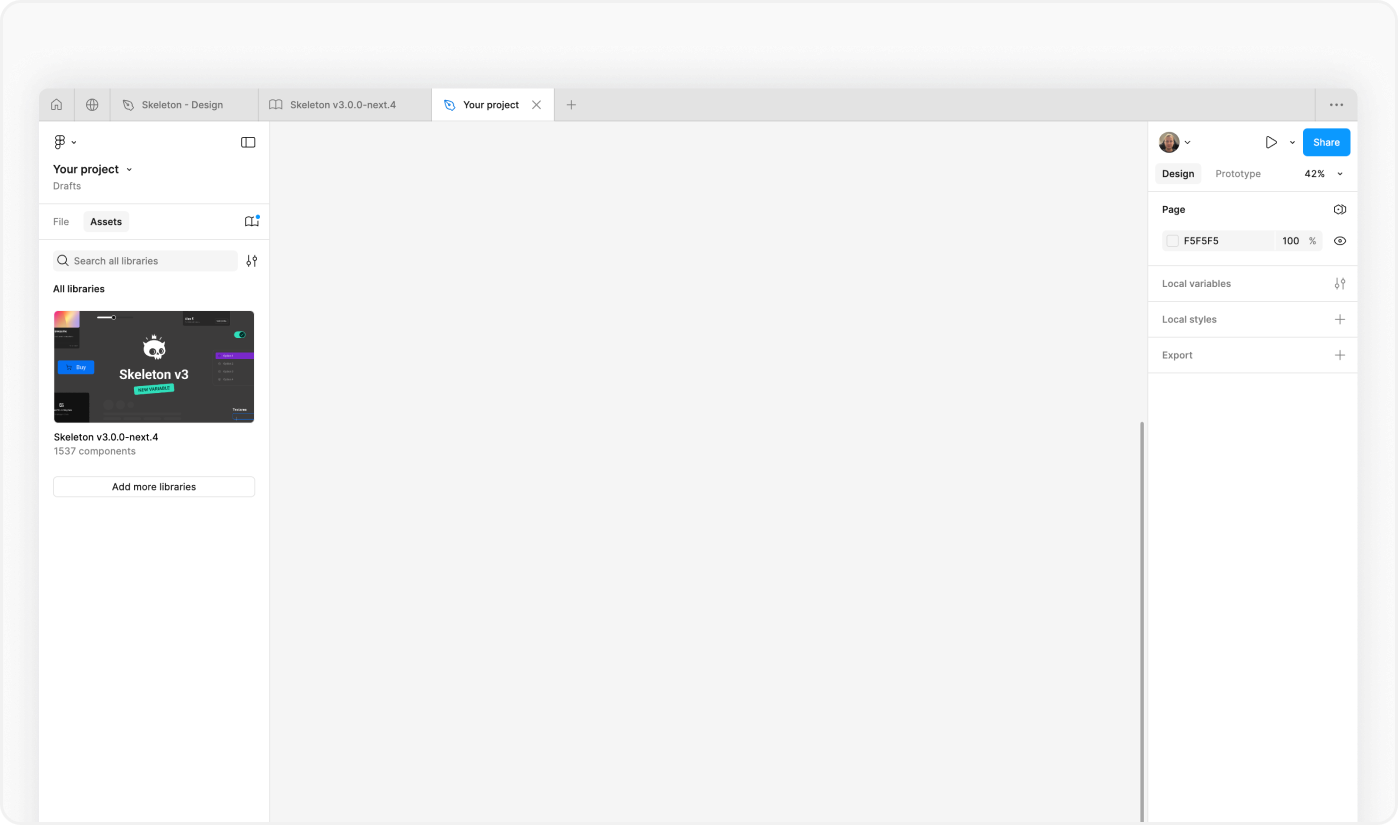 Skeleton - Design
Skeleton v3.0.0-next.4
Your project
Your project
Drafts
File
Assets
Search all libraries
All libraries
Buy
Skeleton v3
NEW VARIABLE
Textarea
Skeleton v3.0.0-next.4
1537 components
Add more libraries
Share
Design
Prototype
42%
Page
F5F5F5
100 %
Local variables
Local styles
Export